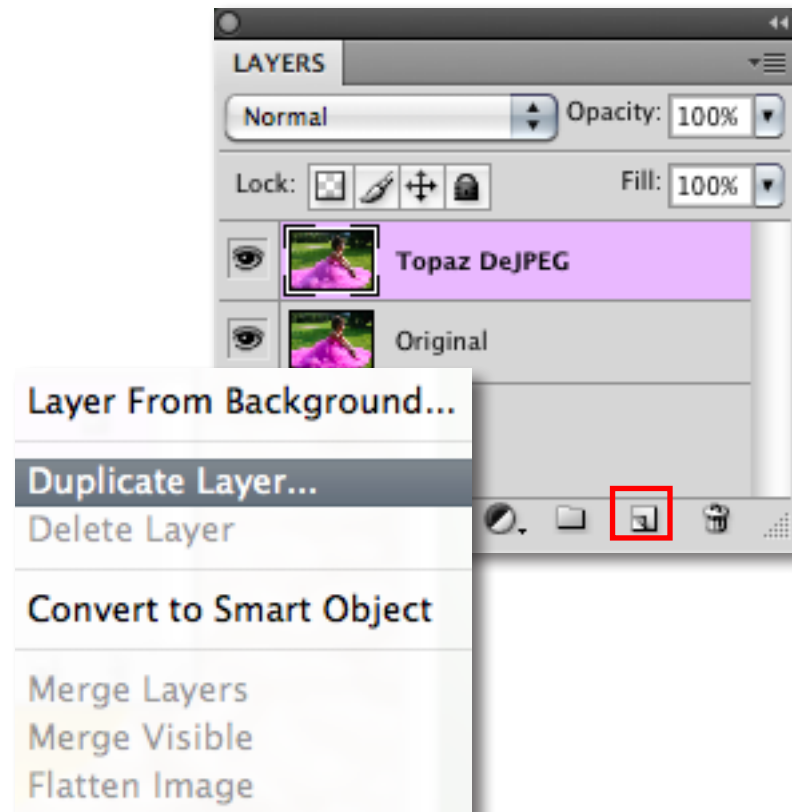 LAYERS
Normal Opacity: 100%
Lock: Fill: 100%
Topaz DeJPEG
Original
Layer From Background...
Duplicate Layer...
Delete Layer
Convert to Smart Object
Merge Layers
Merge Visible
Flatten Image